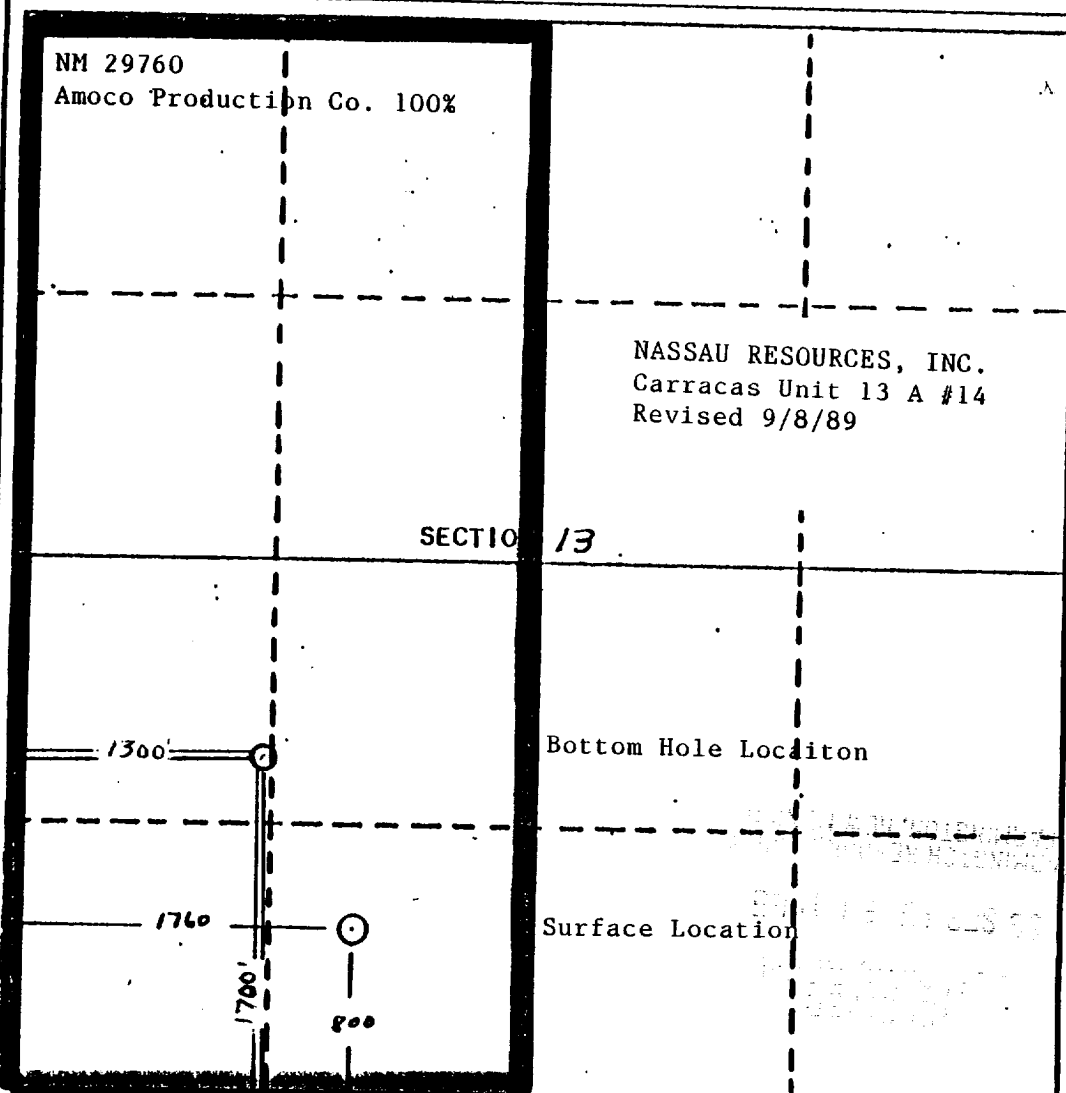 NM 29760
Amoco Production Co. 100%
NASSAU RESOURCES, INC.
Carracas Unit 13 A #14
Revised 9/8/89
SECTIO 13
1300'
Bottom Hole Locaiton
1760
Surface Location
1700'
800